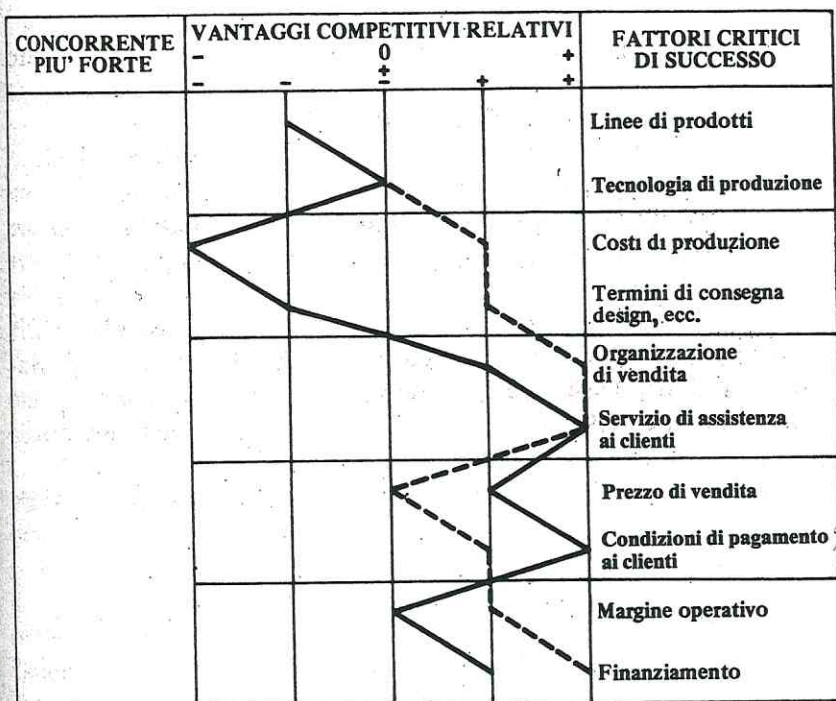 CONCORRENTE
PIU' FORTE
VANTAGGI COMPETITIVI RELATIVI
- 0 +
- - ± + +
FATTORI CRITICI
DI SUCCESSO
Linee di prodotti
Tecnologia di produzione
Costi di produzione
Termini di consegna
design, ecc.
Organizzazione
di vendita
Servizio di assistenza
ai clienti
Prezzo di vendita
Condizioni di pagamento
ai clienti
Margine operativo
Finanziamento